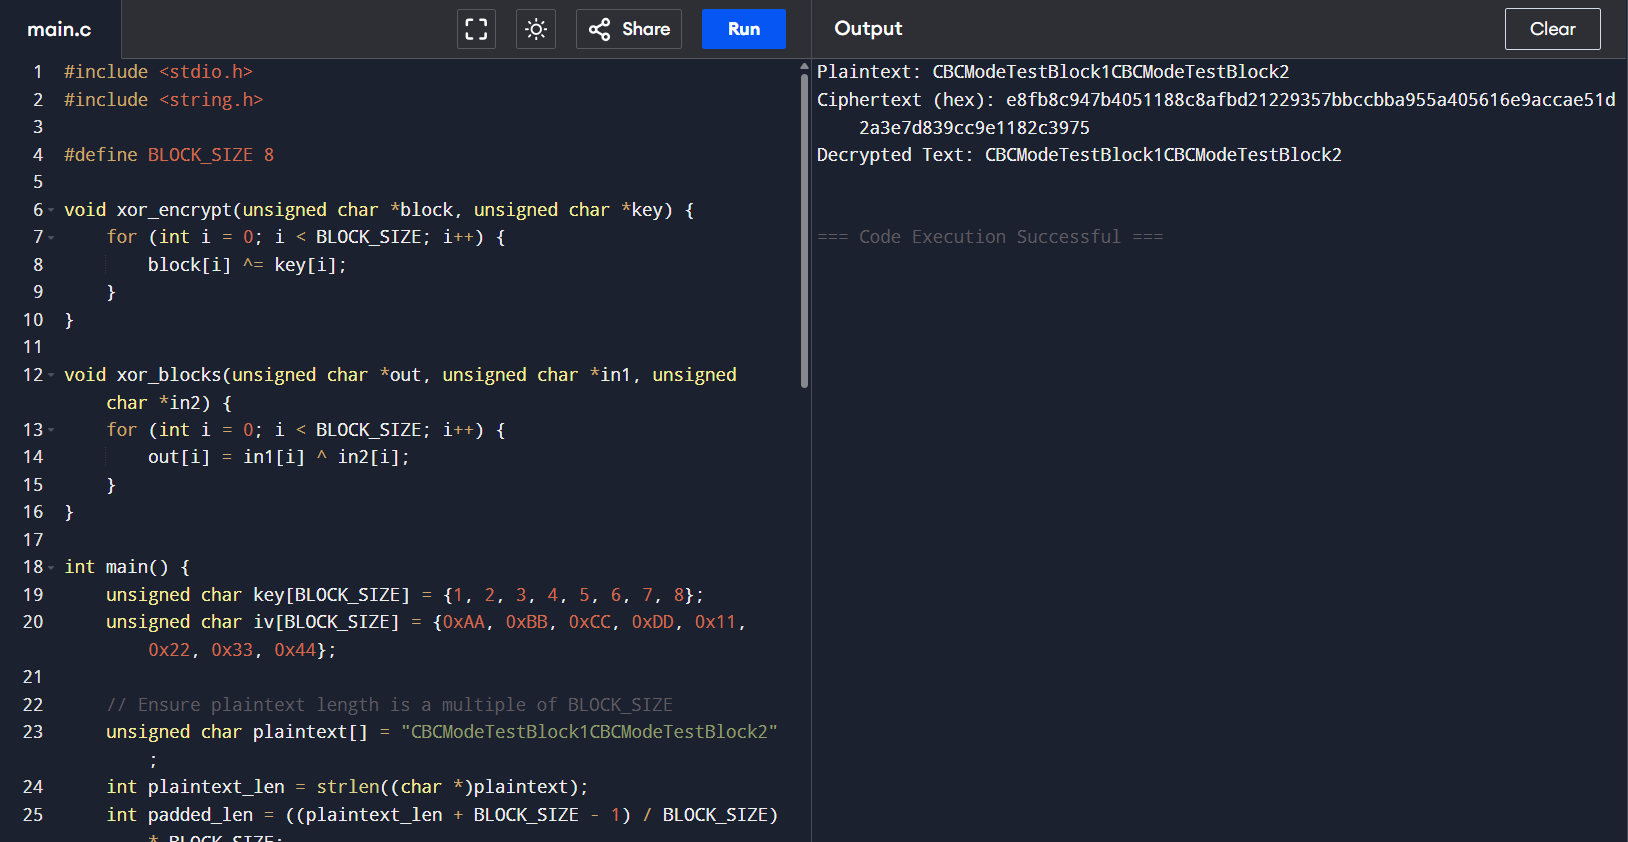 main.c
Share
Run
Output
Clear
1 #include <stdio.h>
2 #include <string.h>
3
4 #define BLOCK_SIZE 8
5
6 void xor_encrypt(unsigned char *block, unsigned char *key) {
7     for (int i = 0; i < BLOCK_SIZE; i++) {
8         block[i] ^= key[i];
9     }
10 }
11
12 void xor_blocks(unsigned char *out, unsigned char *in1, unsigned
char *in2) {
13     for (int i = 0; i < BLOCK_SIZE; i++) {
14         out[i] = in1[i] ^ in2[i];
15     }
16 }
17
18 int main() {
19     unsigned char key[BLOCK_SIZE] = {1, 2, 3, 4, 5, 6, 7, 8};
20     unsigned char iv[BLOCK_SIZE] = {0xAA, 0xBB, 0xCC, 0xDD, 0x11,
0x22, 0x33, 0x44};
21
22     // Ensure plaintext length is a multiple of BLOCK_SIZE
23     unsigned char plaintext[] = "CBCModeTestBlock1CBCModeTestBlock2"
;
24     int plaintext_len = strlen((char *)plaintext);
25     int padded_len = ((plaintext_len + BLOCK_SIZE - 1) / BLOCK_SIZE)
* BLOCK_SIZE;
Plaintext: CBCModeTestBlock1CBCModeTestBlock2
Ciphertext (hex): e8fb8c947b4051188c8afbd21229357bbccbba955a405616e9accae51d
2a3e7d839cc9e1182c3975
Decrypted Text: CBCModeTestBlock1CBCModeTestBlock2
=== Code Execution Successful ===